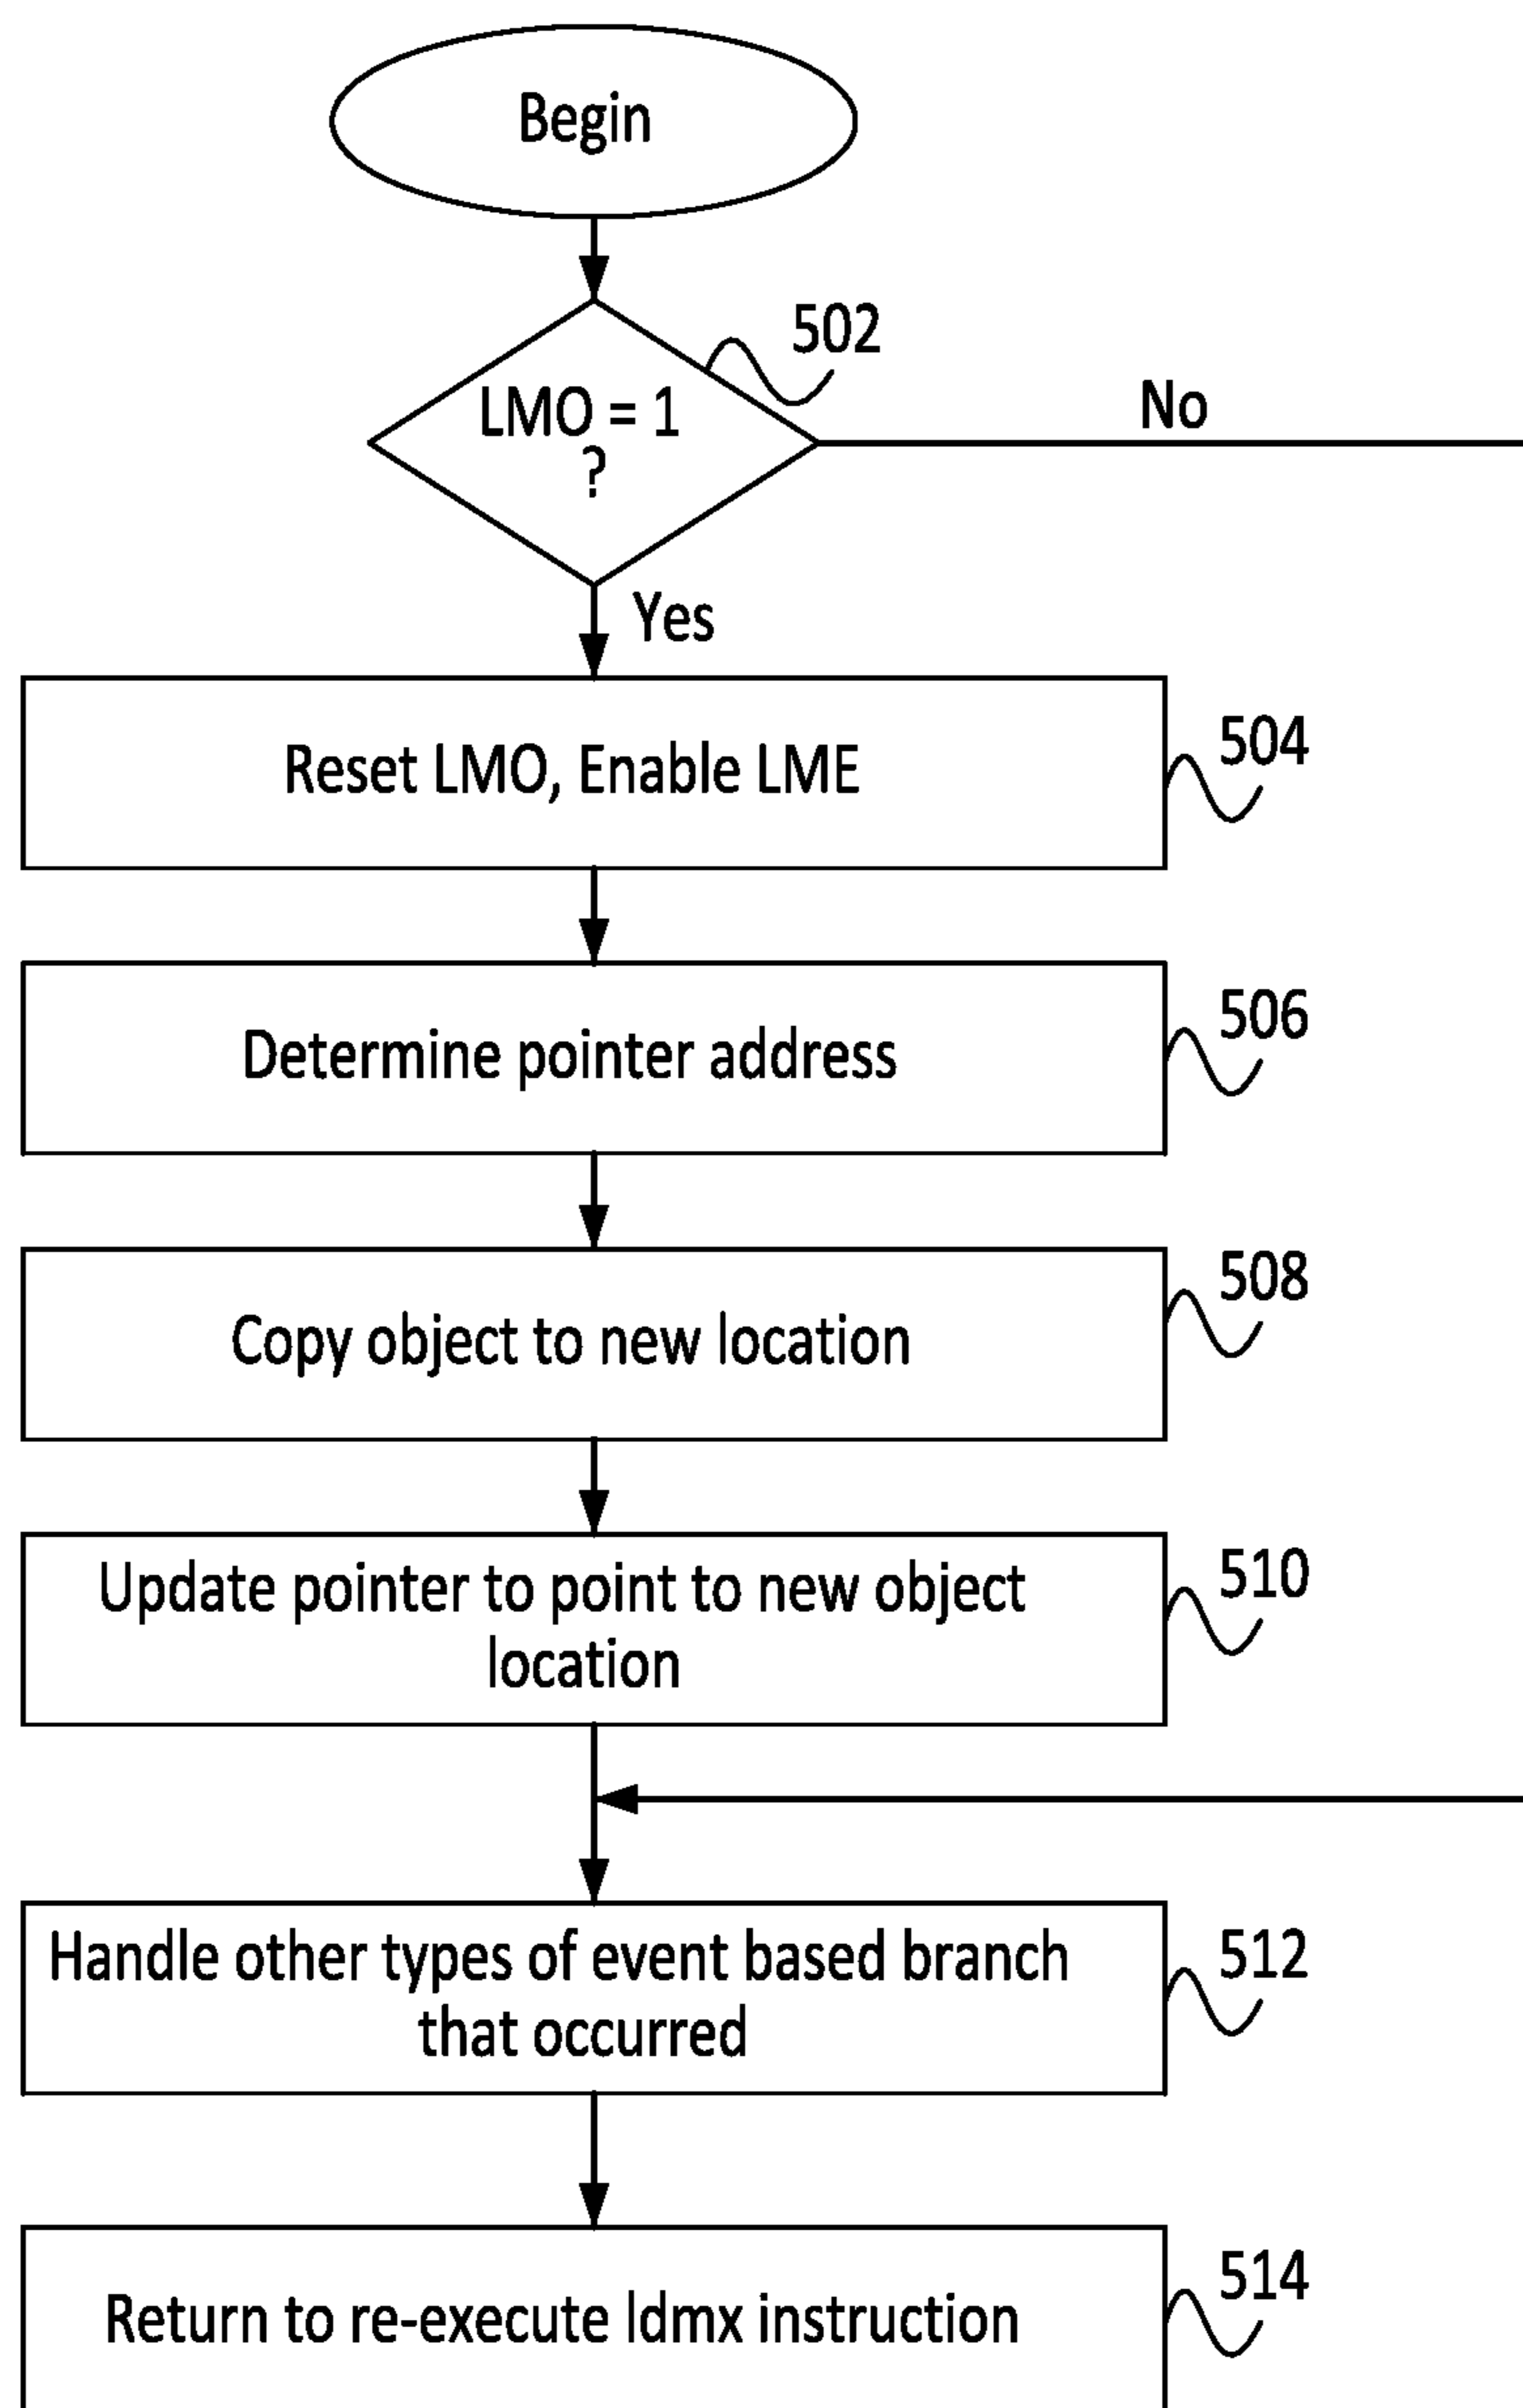 Begin
502
LMO = 1
?
No
Yes
504
Reset LMO, Enable LME
506
Determine pointer address
508
Copy object to new location
510
Update pointer to point to new object
location
512
Handle other types of event based branch
that occurred
514
Return to re-execute ldmx instruction